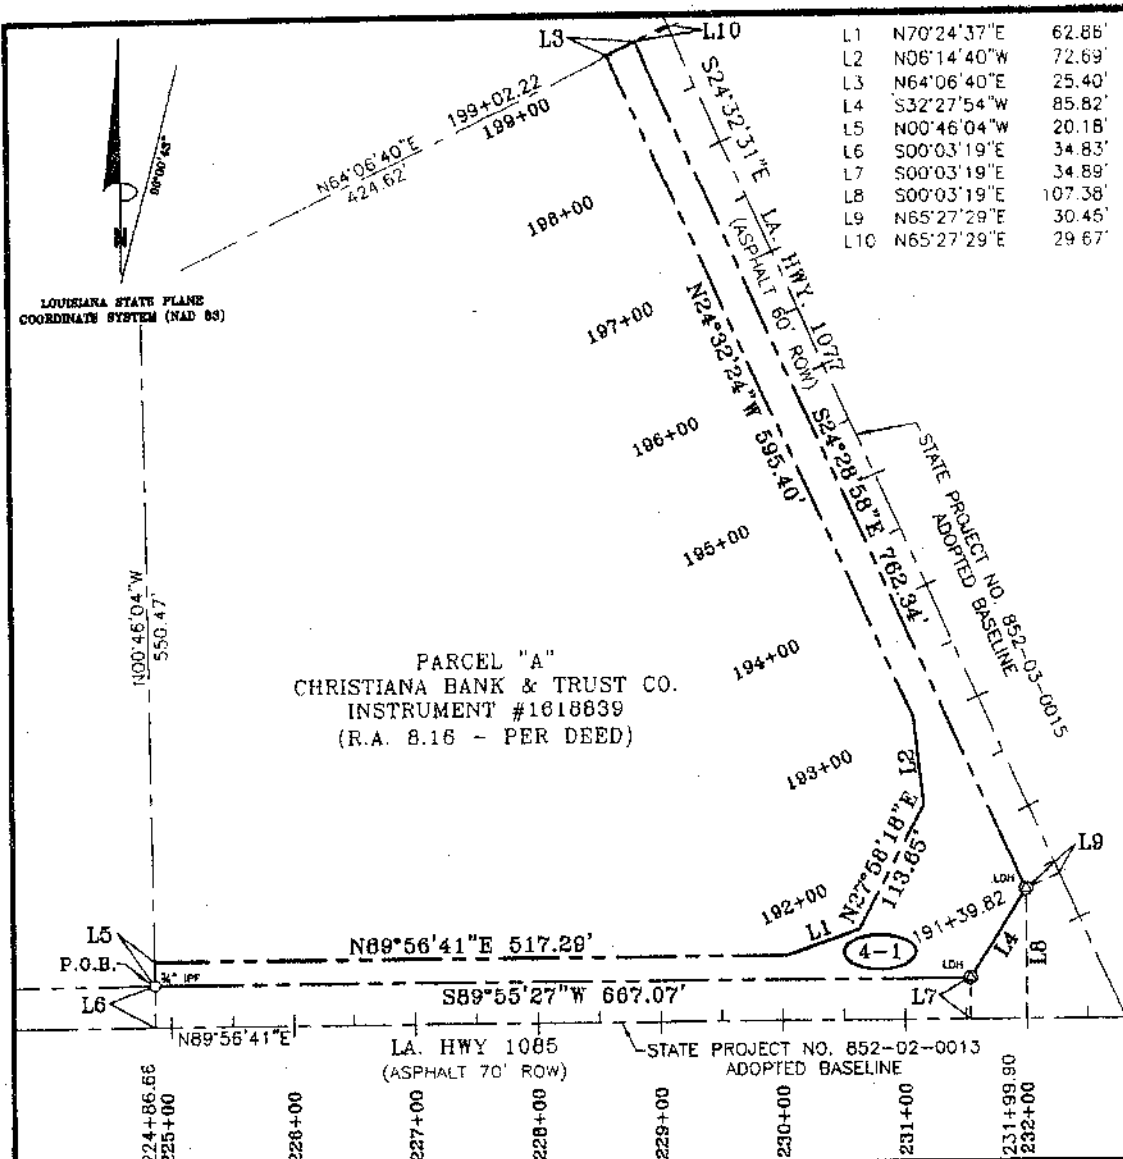 L1 N70°24'37"E 62.86'
L2 N06°14'40"W 72.69'
L3 N64°06'40"E 25.40'
L4 S32°27'54"W 85.82'
L5 N00°46'04"W 20.18'
L6 S00°03'19"E 34.83'
L7 S00°03'19"E 34.89'
L8 S00°03'19"E 107.38'
L9 N65°27'29"E 30.45'
L10 N65°27'29"E 29.67'
L3
L10
199+02.22
199+00
N64°06'40"E
424.62'
S24°32'31"E LA. HWY. 1077
(ASPHALT 60' ROW)
LOUISIANA STATE PLANE
COORDINATE SYSTEM (NAD 83)
198+00
197+00
196+00
195+00
194+00
193+00
192+00
191+39.82
N24°32'24"W 595.40'
S24°28'58"E 762.34'
STATE PROJECT NO. 852-03-0015
ADOPTED BASELINE
N00°46'04"W
550.47'
PARCEL "A"
CHRISTIANA BANK & TRUST CO.
INSTRUMENT #1618839
(R.A. 8.16 - PER DEED)
L2
N27°58'18"E
113.65'
L1
L9
LDH
L4
L8
4-1
LDH
L7
L5
P.O.B.
¾" IPF
L6
N89°56'41"E 517.29'
S89°55'27"W 667.07'
N89°56'41"E
LA. HWY 1085
(ASPHALT 70' ROW)
STATE PROJECT NO. 852-02-0013
ADOPTED BASELINE
224+86.66
225+00
226+00
227+00
228+00
229+00
230+00
231+00
231+99.90
232+00